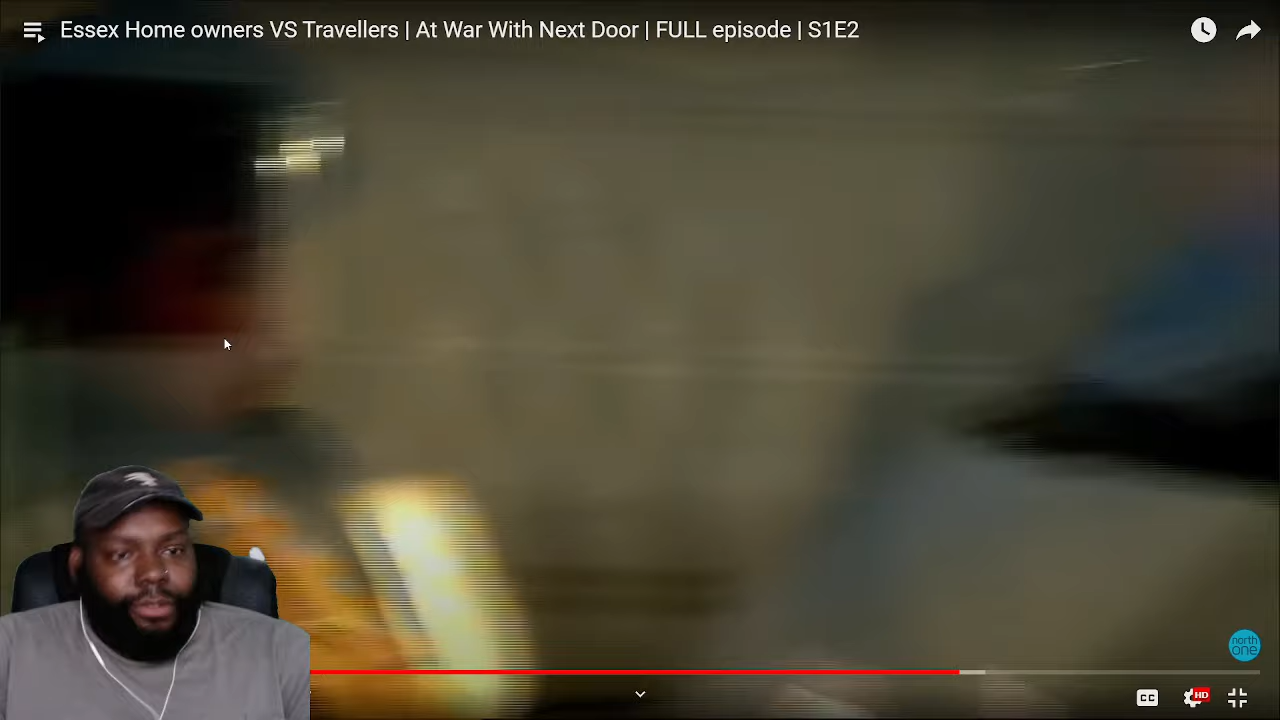 Essex Home owners VS Travellers | At War With Next Door | FULL episode | S1E2
north
one
CC
HD